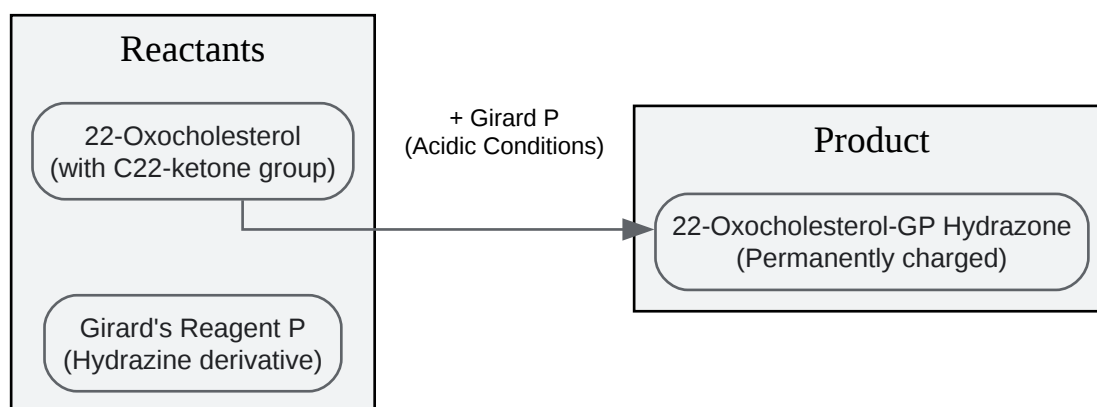 Reactants
22-Oxocholesterol
(with C22-ketone group)
Girard's Reagent P
(Hydrazine derivative)
+ Girard P
(Acidic Conditions)
Product
22-Oxocholesterol-GP Hydrazone
(Permanently charged)